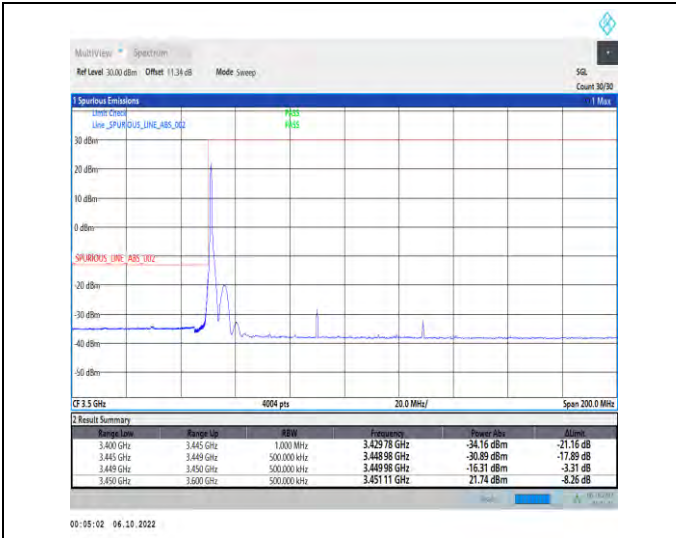 MultiView Spectrum
Ref Level 30.00 dBm Offset 11.34 dB Mode Sweep SGL
Count 30/30
1 Spurious Emissions 1 Max
Limit Check PASS
Line _SPURIOUS_LINE_ABS_002 PASS
30 dBm
20 dBm
10 dBm
0 dBm
_SPURIOUS_LINE_ABS_002
-20 dBm
-30 dBm
-40 dBm
-50 dBm
CF 3.5 GHz 4004 pts 20.0 MHz/ Span 200.0 MHz
2 Result Summary
Range Low Range Up RBW Frequency Power Abs ΔLimit
3.400 GHz 3.445 GHz 1.000 MHz 3.429 78 GHz -34.16 dBm -21.16 dB
3.445 GHz 3.449 GHz 500.000 kHz 3.448 98 GHz -30.89 dBm -17.89 dB
3.449 GHz 3.450 GHz 500.000 kHz 3.449 98 GHz -16.31 dBm -3.31 dB
3.450 GHz 3.600 GHz 500.000 kHz 3.451 11 GHz 21.74 dBm -8.26 dB
00:05:02 06.10.2022